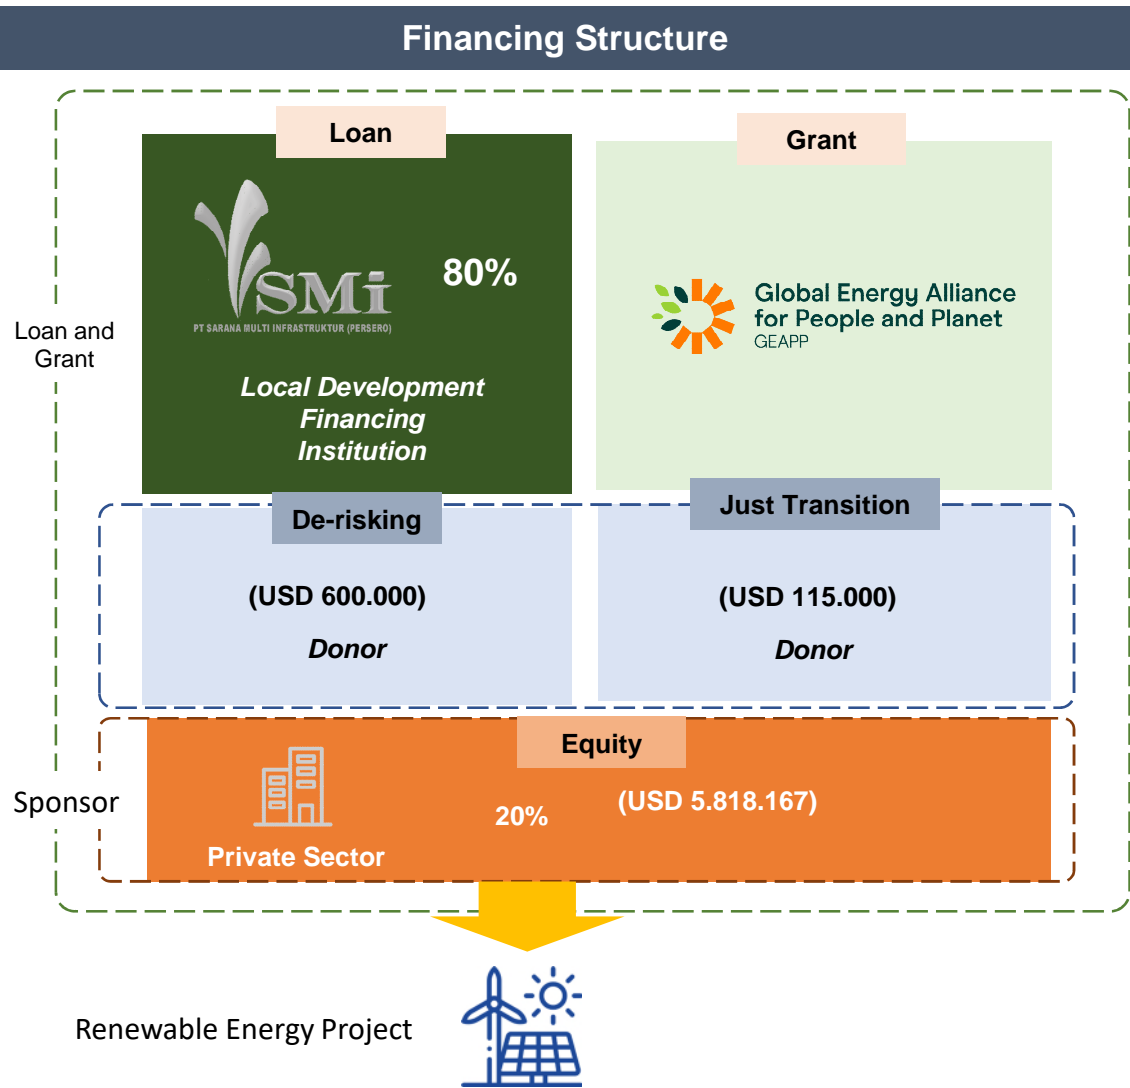 Financing Structure
Loan
Grant
SMi
PT SARANA MULTI INFRASTRUKTUR (PERSERO)
80%
Local Development
Financing
Institution
Global Energy Alliance
for People and Planet
GEAPP
Loan and
Grant
De-risking
Just Transition
(USD 600.000)
Donor
(USD 115.000)
Donor
Equity
Sponsor
Private Sector
20%
(USD 5.818.167)
Renewable Energy Project